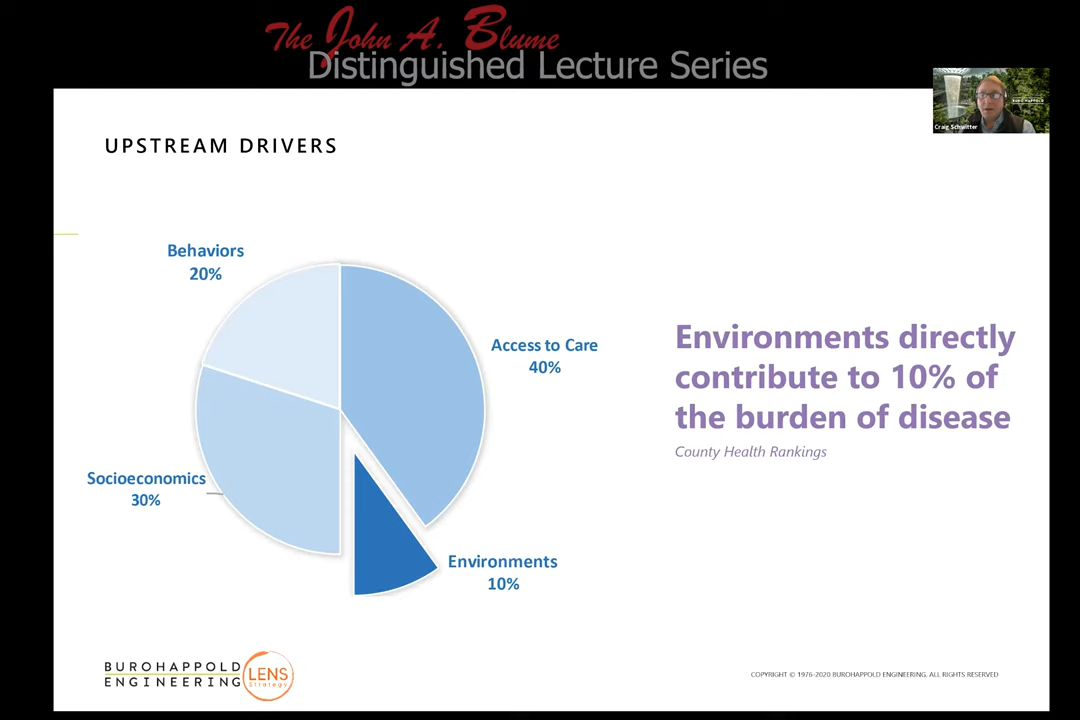 The John A. Blume
Distinguished Lecture Series
BURO HAPPOLD
Craig Schwitter
UPSTREAM DRIVERS
Behaviors
20%
Access to Care
40%
Socioeconomics
30%
Environments
10%
Environments directly
contribute to 10% of
the burden of disease
County Health Rankings
BUROHAPPOLD
ENGINEERING
LENS
Strategy
COPYRIGHT © 1976-2020 BUROHAPPOLD ENGINEERING. ALL RIGHTS RESERVED